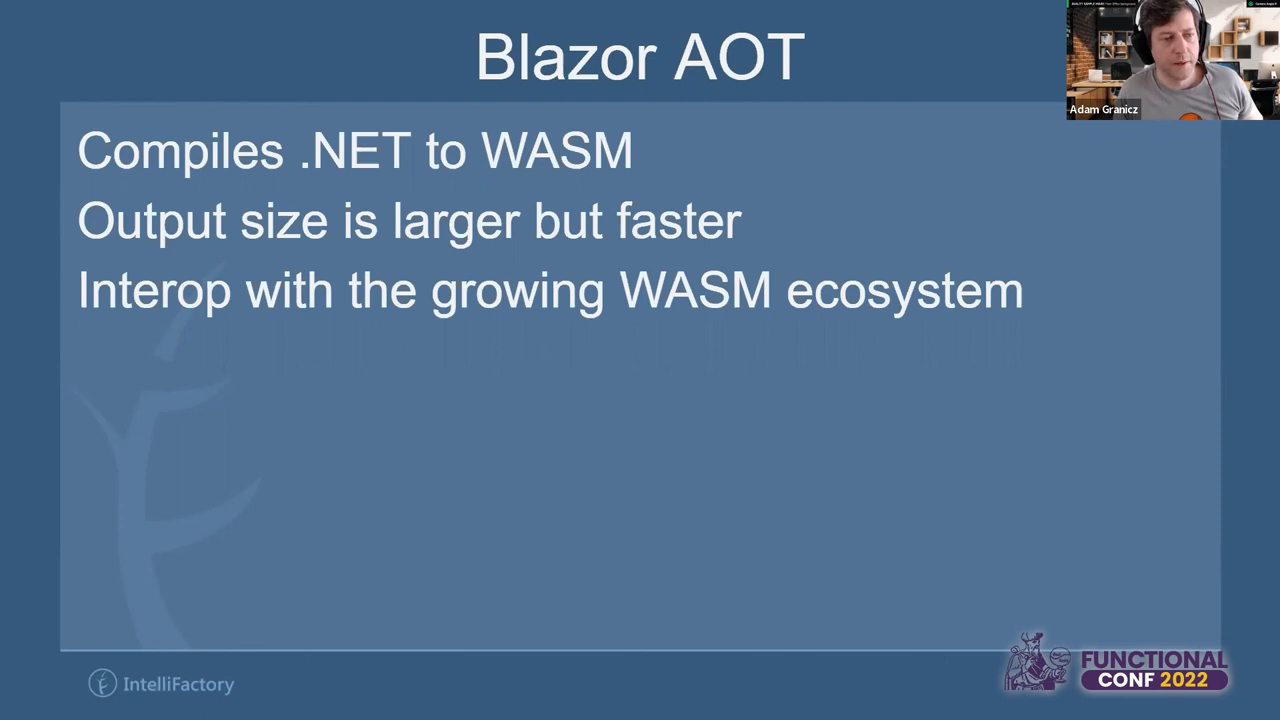 Blazor AOT
Adam Granicz
Compiles .NET to WASM
Output size is larger but faster
Interop with the growing WASM ecosystem
IntelliFactory
FUNCTIONAL
CONF 2022